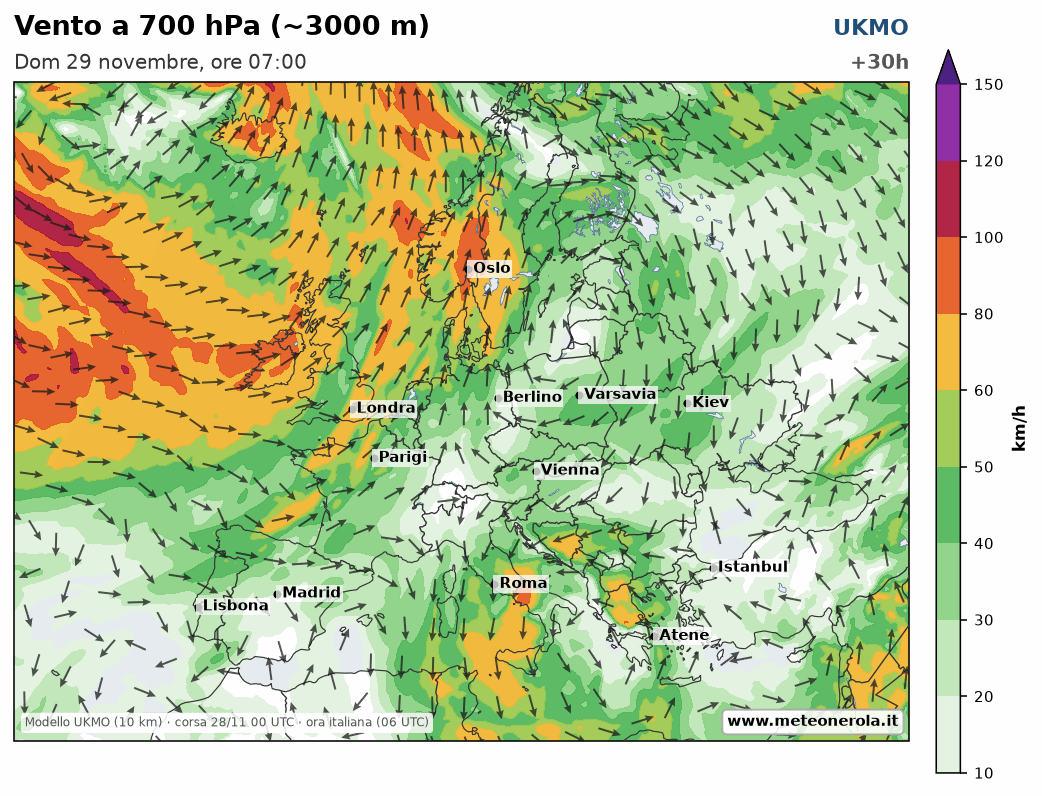 Vento a 700 hPa (~3000 m)
UKMO
Dom 29 novembre, ore 07:00
+30h
150
120
100
80
60
50
40
30
20
10
km/h
Oslo
Londra
Berlino
Varsavia
Kiev
Parigi
Vienna
Istanbul
Roma
Madrid
Lisbona
Atene
Modello UKMO (10 km) · corsa 28/11 00 UTC · ora italiana (06 UTC)
www.meteonerola.it